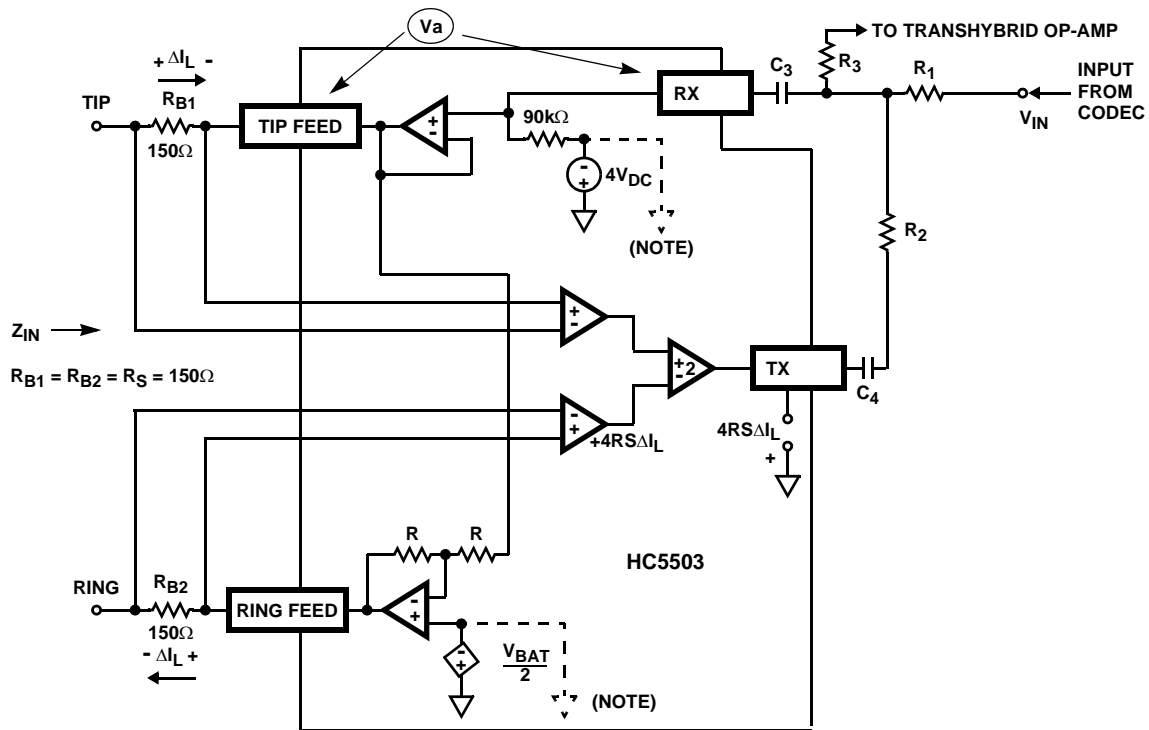 Va
TO TRANSHYBRID OP-AMP
+ ΔIL -
R3
C3
R1
INPUT
FROM
CODEC
TIP
RB1
150Ω
TIP FEED
+
-
RX
90kΩ
VIN
-
+
4VDC
(NOTE)
R2
ZIN
+
-
RB1 = RB2 = RS = 150Ω
+
-
2
TX
C4
-
+
+4RSΔIL
4RSΔIL
+
R
R
HC5503
RING
RB2
150Ω
- ΔIL +
RING FEED
-
+
-
+
VBAT
2
(NOTE)